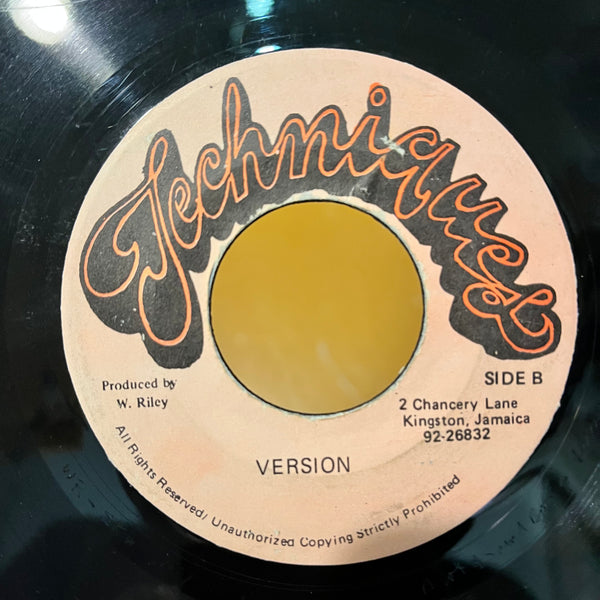 Techniques
SIDE B
Produced by
W. Riley
2 Chancery Lane
Kingston, Jamaica
92-26832
VERSION
All Rights Reserved/ Unauthorized Copying Strictly Prohibited